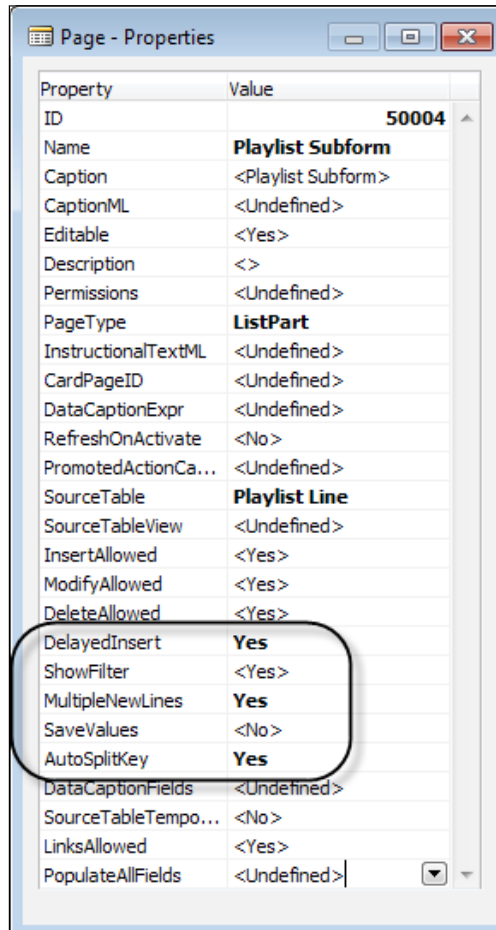 Page - Properties
Property Value
ID 50004
Name Playlist Subform
Caption <Playlist Subform>
CaptionML <Undefined>
Editable <Yes>
Description <>
Permissions <Undefined>
PageType ListPart
InstructionalTextML <Undefined>
CardPageID <Undefined>
DataCaptionExpr <Undefined>
RefreshOnActivate <No>
PromotedActionCa... <Undefined>
SourceTable Playlist Line
SourceTableView <Undefined>
InsertAllowed <Yes>
ModifyAllowed <Yes>
DeleteAllowed <Yes>
DelayedInsert Yes
ShowFilter <Yes>
MultipleNewLines Yes
SaveValues <No>
AutoSplitKey Yes
DataCaptionFields <Undefined>
SourceTableTempo... <No>
LinksAllowed <Yes>
PopulateAllFields <Undefined>